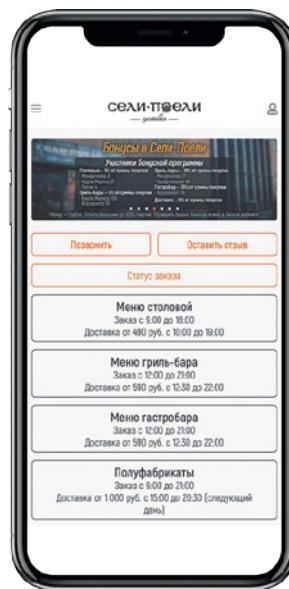 СЕЛИ-ПОЕЛИ
доставка
Бонусы в Сели-Поели
Участники бонусной программы
Позвонить
Оставить отзыв
Статус заказа
Меню столовой
Заказ с 9:00 до 18:00
Доставка от 490 руб. с 10:00 до 19:00
Меню гриль-бара
Заказ с 12:00 до 21:00
Доставка от 590 руб. с 12:30 до 22:00
Меню гастробара
Заказ с 12:00 до 21:00
Доставка от 590 руб. с 12:30 до 22:00
Полуфабрикаты
Заказ с 9:00 до 21:00
Доставка от 1 000 руб. с 15:00 до 20:30 (следующий
день)